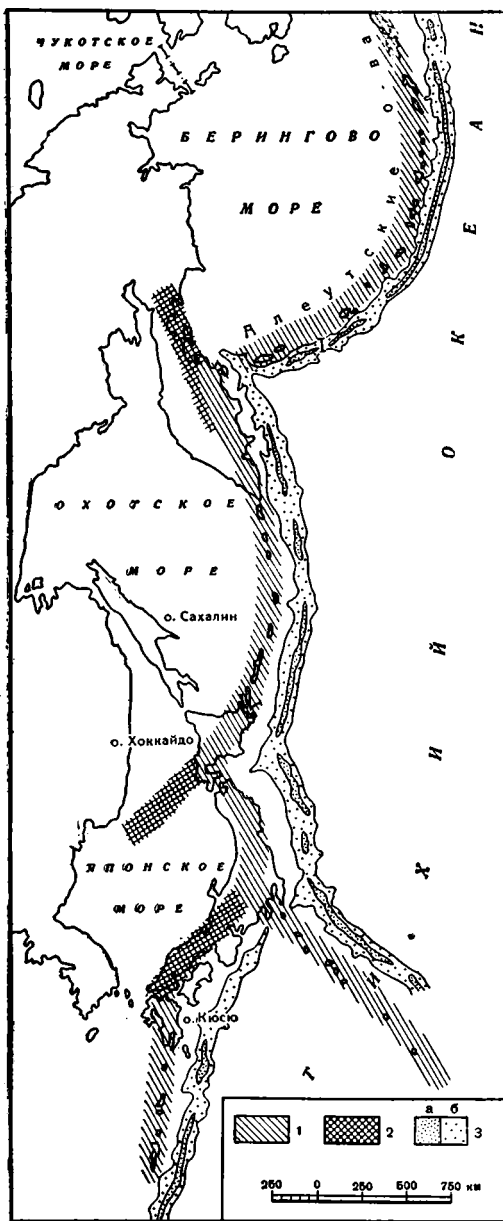 ЧУКОТСКОЕ
МОРЕ
БЕРИНГОВО
МОРЕ
Алеутские о-ва
ОХОТСКОЕ
МОРЕ
о. Сахалин
о. Хоккайдо
ЯПОНСКОЕ
МОРЕ
о. Кюсю
ТИХИЙ ОКЕАН
1
2
а б
3
250 0 250 500 750 км